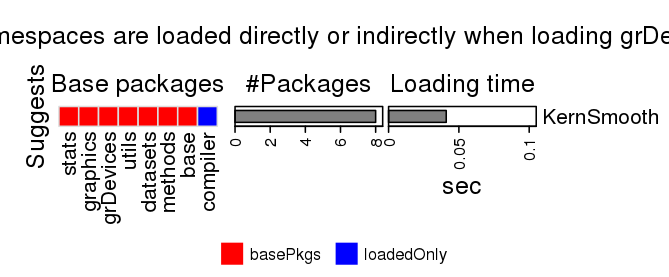 mespaces are loaded directly or indirectly when loading grDe
Suggests
Base packages
#Packages
Loading time
KernSmooth
stats
graphics
grDevices
utils
datasets
methods
base
compiler
0
2
4
6
8
0
0.05
0.1
sec
basePkgs
loadedOnly